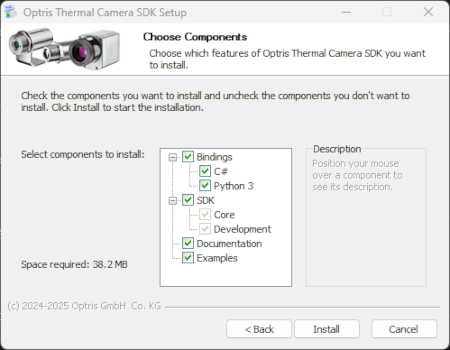 Optris Thermal Camera SDK Setup
Choose Components
Choose which features of Optris Thermal Camera SDK you want
to install.
Check the components you want to install and uncheck the components you don't want to
install. Click Install to start the installation.
Select components to install:
Bindings
C#
Python 3
SDK
Core
Development
Documentation
Examples
Description
Position your mouse
over a component to
see its description.
Space required: 38.2 MB
(c) 2024-2025 Optris GmbH Co. KG
< Back
Install
Cancel